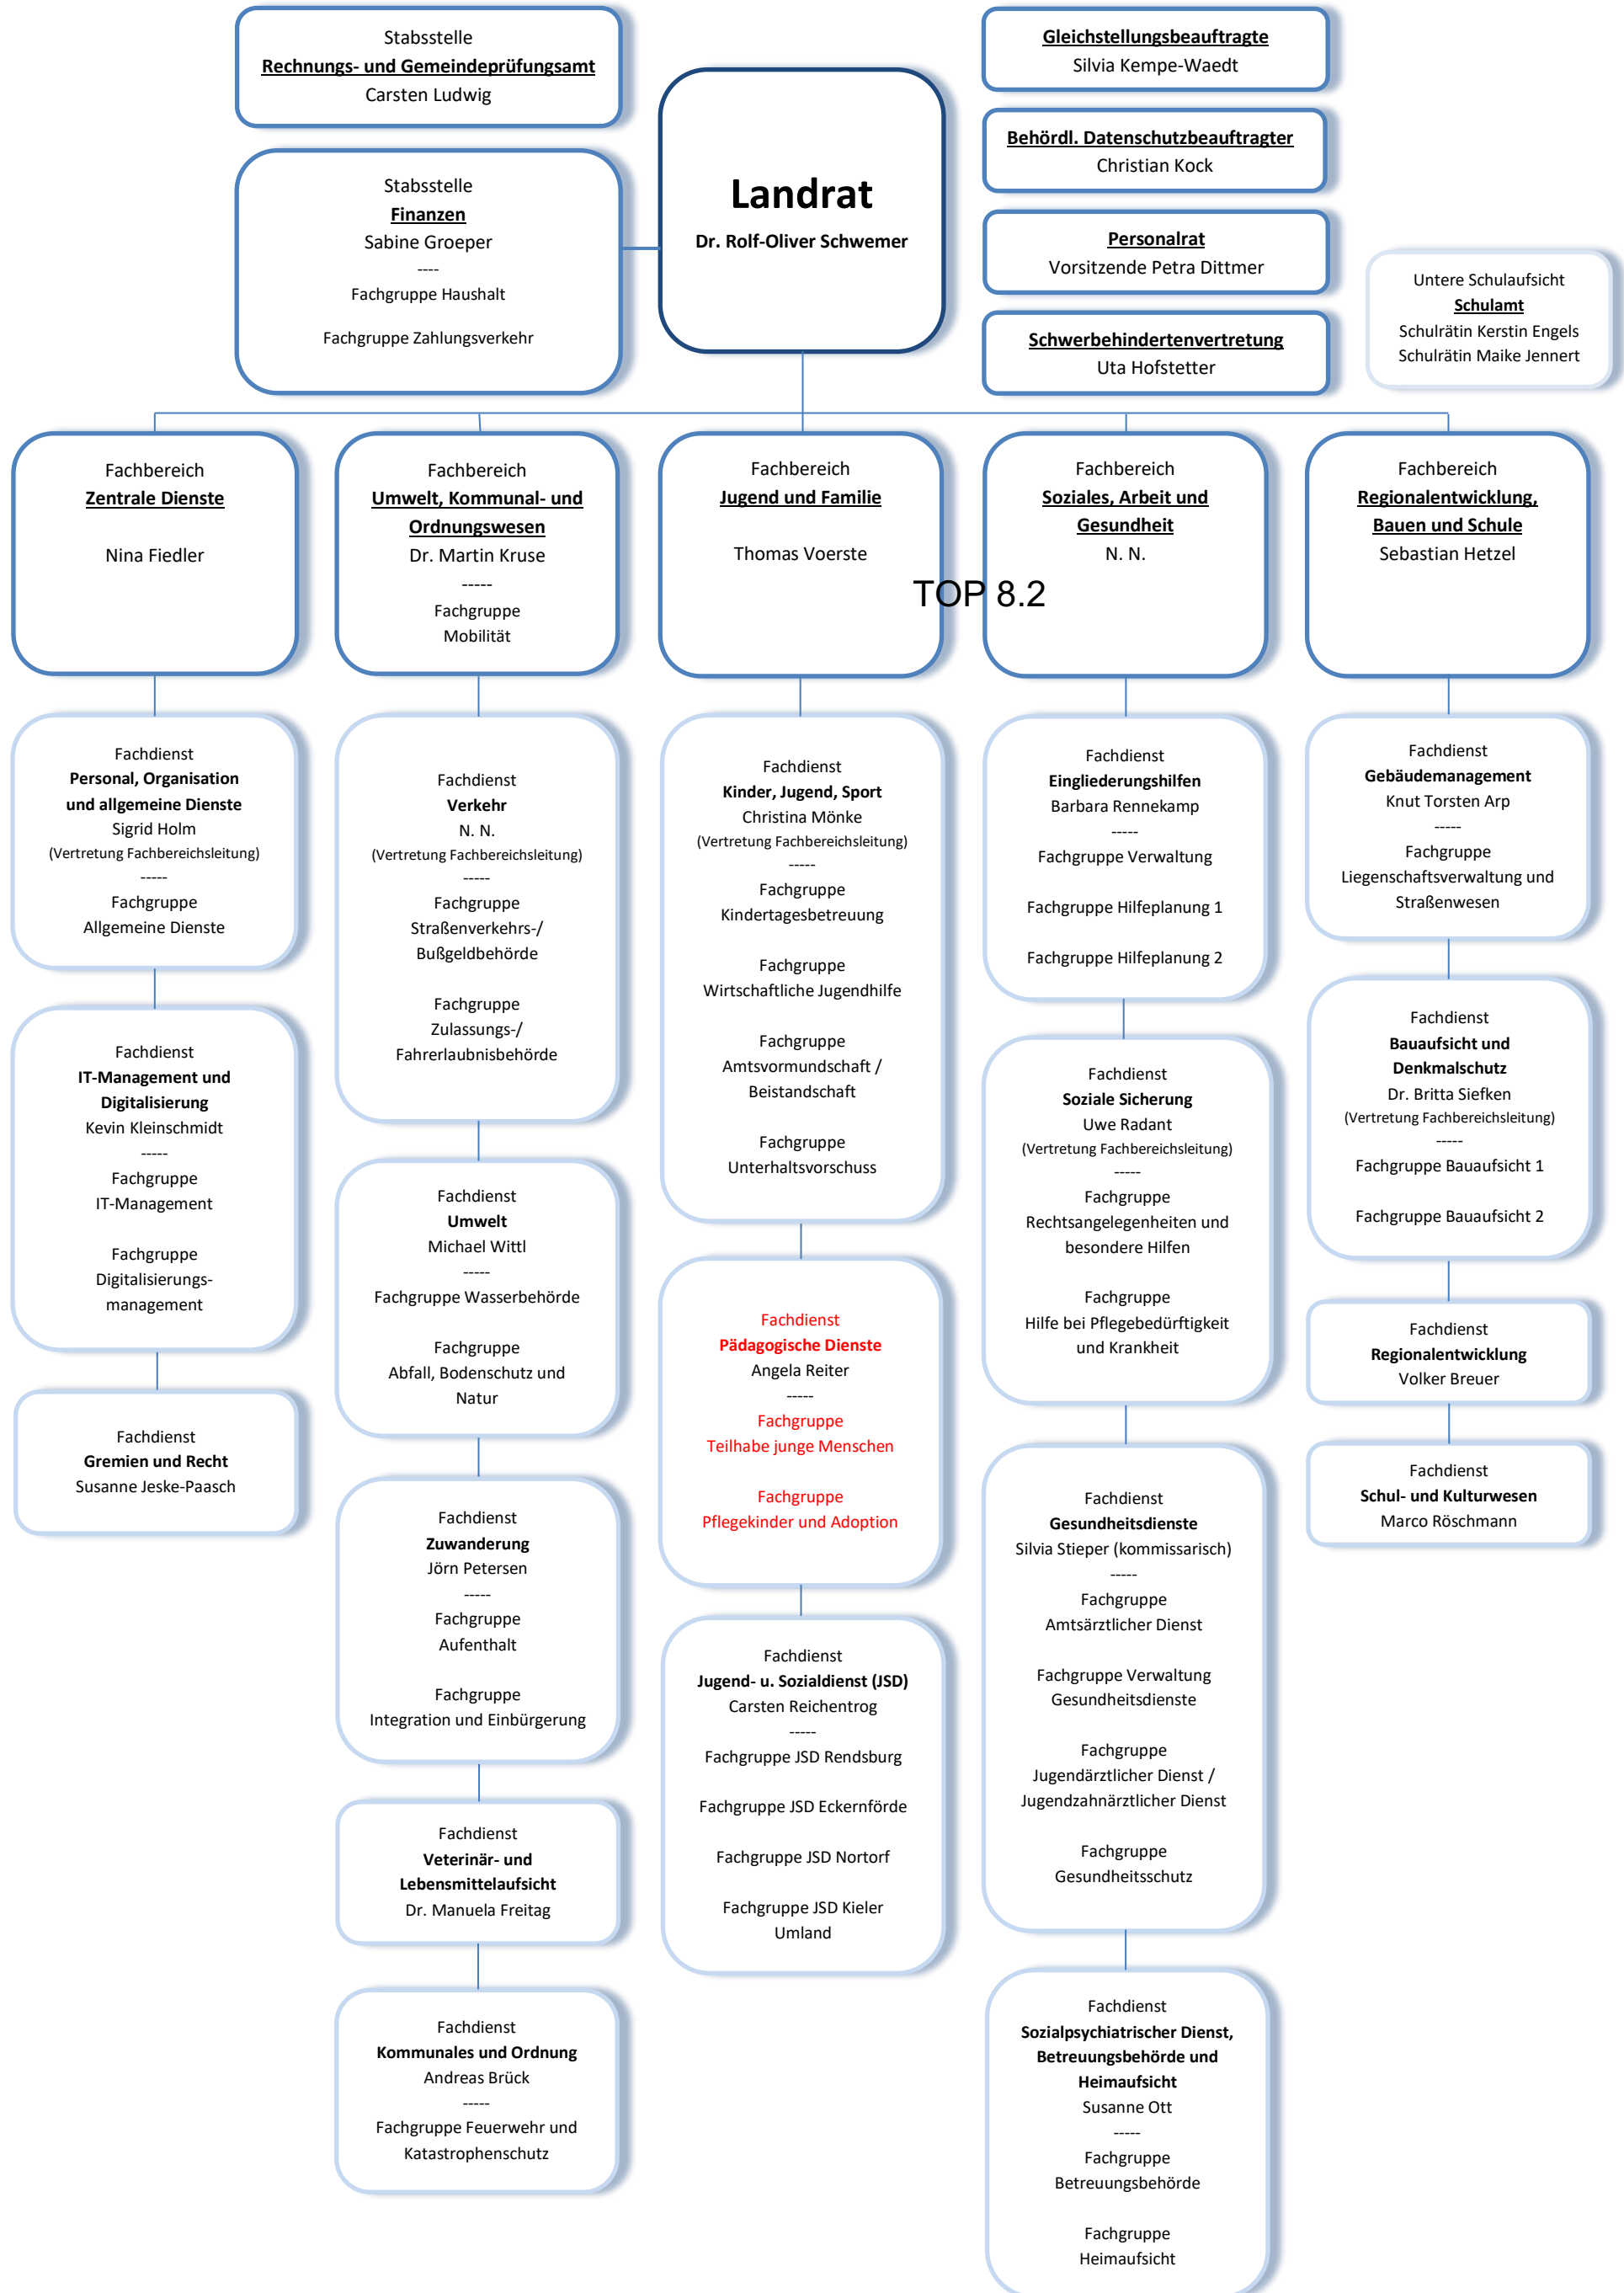 Stabsstelle
Rechnungs- und Gemeindeprüfungsamt
Carsten Ludwig
Stabsstelle
Finanzen
Sabine Groeper
----
Fachgruppe Haushalt
Fachgruppe Zahlungsverkehr
Landrat
Dr. Rolf-Oliver Schwemer
Gleichstellungsbeauftragte
Silvia Kempe-Waedt
Behördl. Datenschutzbeauftragter
Christian Kock
Personalrat
Vorsitzende Petra Dittmer
Schwerbehindertenvertretung
Uta Hofstetter
Untere Schulaufsicht
Schulamt
Schulrätin Kerstin Engels
Schulrätin Maike Jennert
Fachbereich
Zentrale Dienste
Nina Fiedler
Fachbereich
Umwelt, Kommunal- und
Ordnungswesen
Dr. Martin Kruse
-----
Fachgruppe
Mobilität
Fachbereich
Jugend und Familie
Thomas Voerste
Fachbereich
Soziales, Arbeit und
Gesundheit
N. N.
TOP 8.2
Fachbereich
Regionalentwicklung,
Bauen und Schule
Sebastian Hetzel
Fachdienst
Personal, Organisation
und allgemeine Dienste
Sigrid Holm
(Vertretung Fachbereichsleitung)
-----
Fachgruppe
Allgemeine Dienste
Fachdienst
IT-Management und
Digitalisierung
Kevin Kleinschmidt
-----
Fachgruppe
IT-Management
Fachgruppe
Digitalisierungs-
management
Fachdienst
Gremien und Recht
Susanne Jeske-Paasch
Fachdienst
Verkehr
N. N.
(Vertretung Fachbereichsleitung)
-----
Fachgruppe
Straßenverkehrs-/
Bußgeldbehörde
Fachgruppe
Zulassungs-/
Fahrerlaubnisbehörde
Fachdienst
Umwelt
Michael Wittl
-----
Fachgruppe Wasserbehörde
Fachgruppe
Abfall, Bodenschutz und
Natur
Fachdienst
Zuwanderung
Jörn Petersen
-----
Fachgruppe
Aufenthalt
Fachgruppe
Integration und Einbürgerung
Fachdienst
Veterinär- und
Lebensmittelaufsicht
Dr. Manuela Freitag
Fachdienst
Kommunales und Ordnung
Andreas Brück
-----
Fachgruppe Feuerwehr und
Katastrophenschutz
Fachdienst
Kinder, Jugend, Sport
Christina Mönke
(Vertretung Fachbereichsleitung)
-----
Fachgruppe
Kindertagesbetreuung
Fachgruppe
Wirtschaftliche Jugendhilfe
Fachgruppe
Amtsvormundschaft /
Beistandschaft
Fachgruppe
Unterhaltsvorschuss
Fachdienst
Pädagogische Dienste
Angela Reiter
-----
Fachgruppe
Teilhabe junge Menschen
Fachgruppe
Pflegekinder und Adoption
Fachdienst
Jugend- u. Sozialdienst (JSD)
Carsten Reichentrog
-----
Fachgruppe JSD Rendsburg
Fachgruppe JSD Eckernförde
Fachgruppe JSD Nortorf
Fachgruppe JSD Kieler
Umland
Fachdienst
Eingliederungshilfen
Barbara Rennekamp
-----
Fachgruppe Verwaltung
Fachgruppe Hilfeplanung 1
Fachgruppe Hilfeplanung 2
Fachdienst
Soziale Sicherung
Uwe Radant
(Vertretung Fachbereichsleitung)
-----
Fachgruppe
Rechtsangelegenheiten und
besondere Hilfen
Fachgruppe
Hilfe bei Pflegebedürftigkeit
und Krankheit
Fachdienst
Gesundheitsdienste
Silvia Stieper (kommissarisch)
-----
Fachgruppe
Amtsärztlicher Dienst
Fachgruppe Verwaltung
Gesundheitsdienste
Fachgruppe
Jugendärztlicher Dienst /
Jugendzahnärztlicher Dienst
Fachgruppe
Gesundheitsschutz
Fachdienst
Sozialpsychiatrischer Dienst,
Betreuungsbehörde und
Heimaufsicht
Susanne Ott
-----
Fachgruppe
Betreuungsbehörde
Fachgruppe
Heimaufsicht
Fachdienst
Gebäudemanagement
Knut Torsten Arp
-----
Fachgruppe
Liegenschaftsverwaltung und
Straßenwesen
Fachdienst
Bauaufsicht und
Denkmalschutz
Dr. Britta Siefken
(Vertretung Fachbereichsleitung)
-----
Fachgruppe Bauaufsicht 1
Fachgruppe Bauaufsicht 2
Fachdienst
Regionalentwicklung
Volker Breuer
Fachdienst
Schul- und Kulturwesen
Marco Röschmann